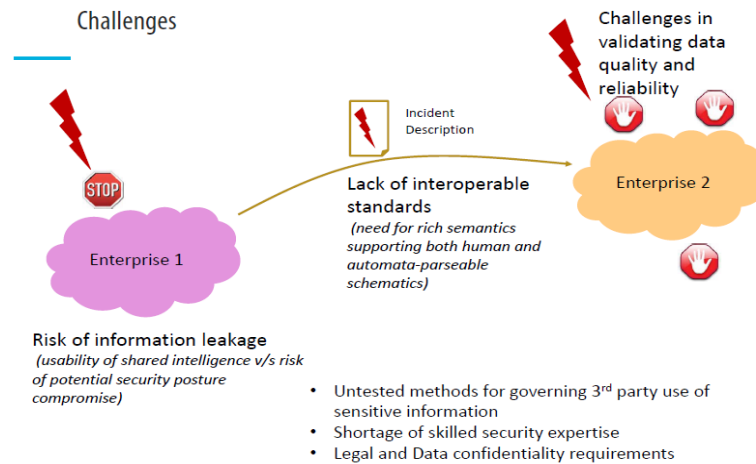 Challenges
Challenges in
validating data
quality and
reliability
Incident
Description
STOP
Enterprise 1
Lack of interoperable
standards
(need for rich semantics
supporting both human and
automata-parseable
schematics)
Enterprise 2
Risk of information leakage
(usability of shared intelligence v/s risk
of potential security posture
compromise)
• Untested methods for governing 3rd party use of
sensitive information
• Shortage of skilled security expertise
• Legal and Data confidentiality requirements